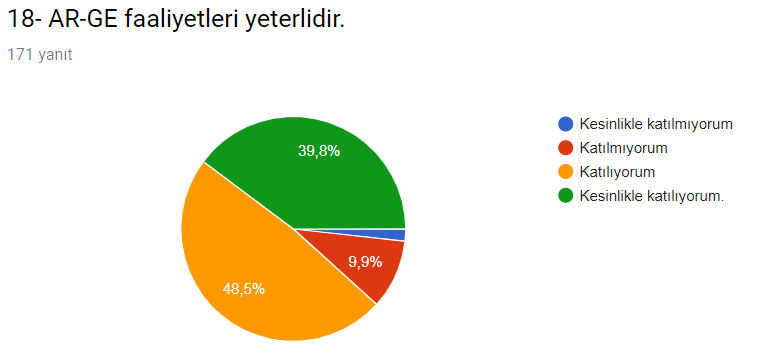 18- AR-GE faaliyetleri yeterlidir.
171 yanıt
39,8%
9,9%
48,5%
Kesinlikle katılmıyorum
Katılmıyorum
Katılıyorum
Kesinlikle katılıyorum.